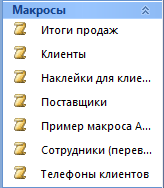 Макросы
Итоги продаж
Клиенты
Наклейки для клие...
Поставщики
Пример макроса А...
Сотрудники (перев...
Телефоны клиентов